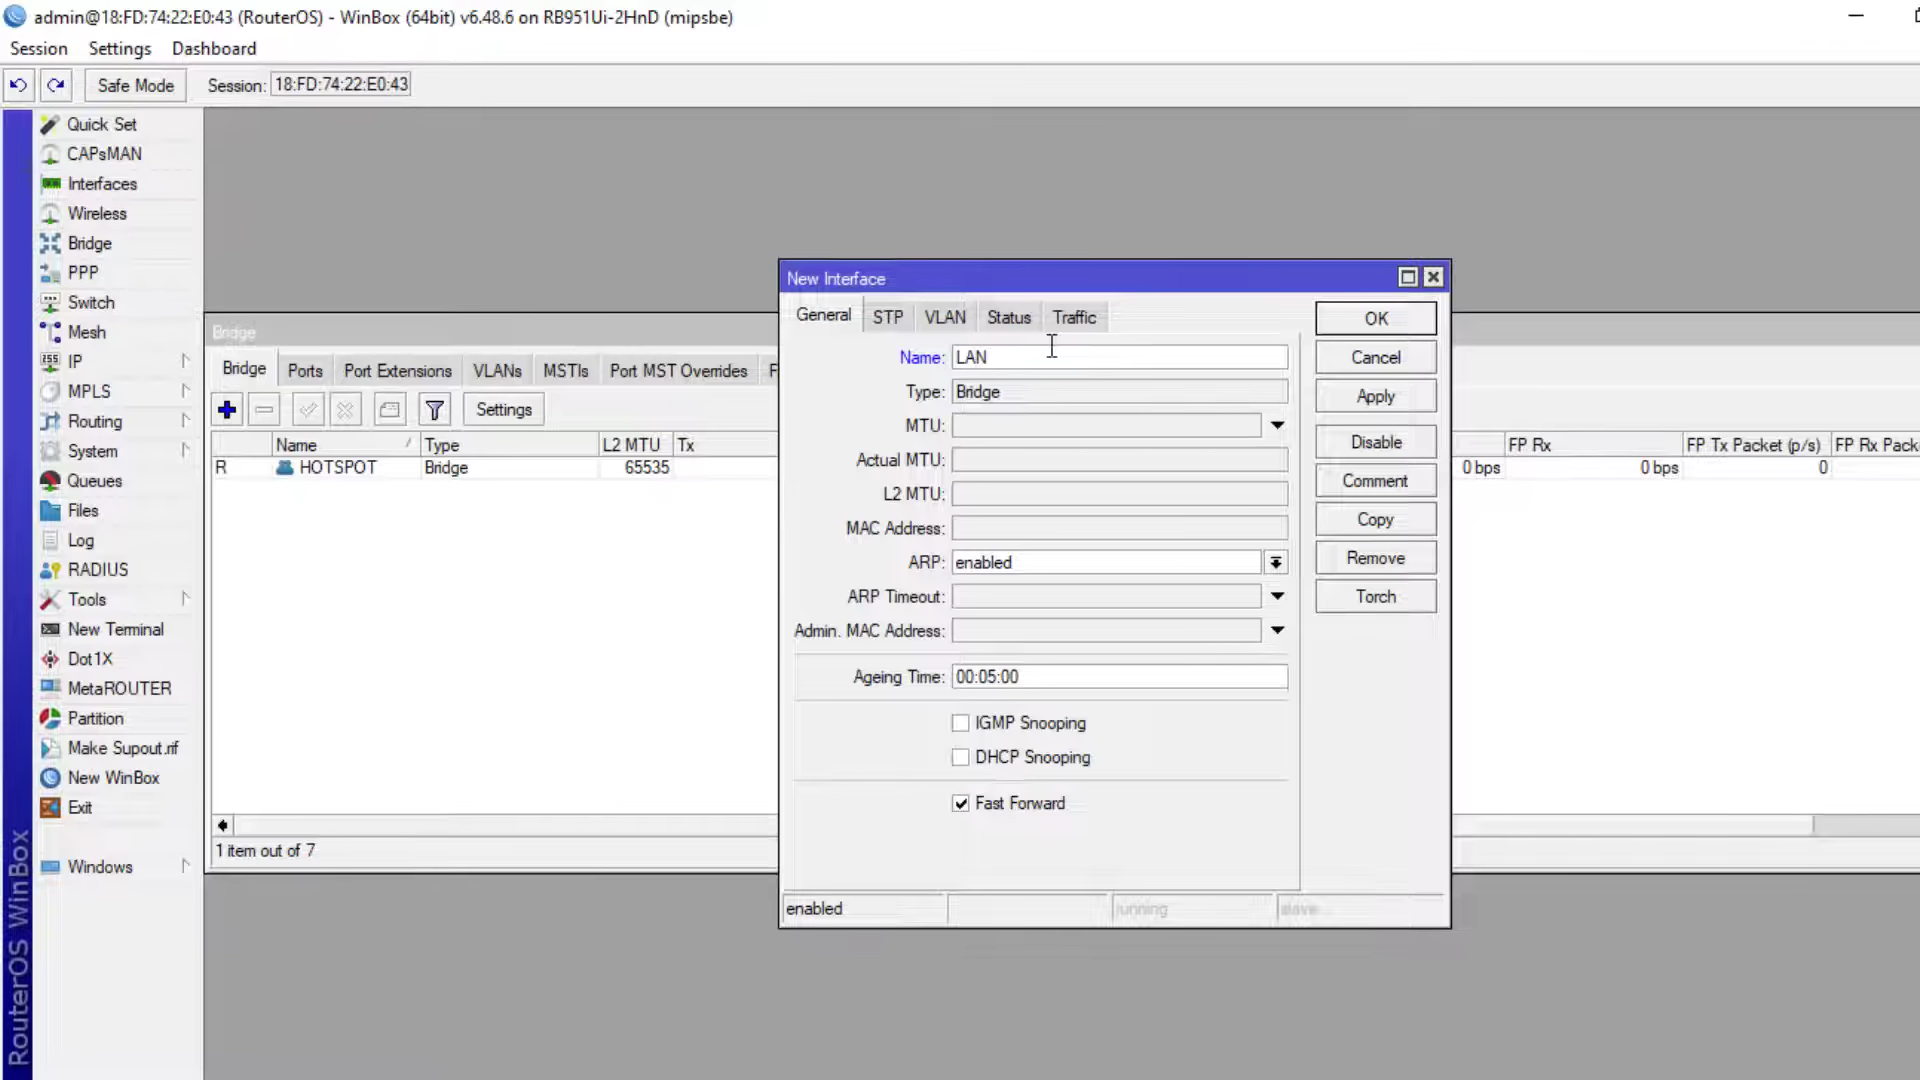 admin@18:FD:74:22:E0:43 (RouterOS) - WinBox (64bit) v6.48.6 on RB951Ui-2HnD (mipsbe)
Session Settings Dashboard
Safe Mode Session: 18:FD:74:22:E0:43
Quick Set
CAPsMAN
Interfaces
Wireless
Bridge
PPP
Switch
Mesh
IP
MPLS
Routing
System
Queues
Files
Log
RADIUS
Tools
New Terminal
Dot1X
MetaROUTER
Partition
Make Supout.rif
New WinBox
Exit
Windows
RouterOS WinBox
Bridge
Bridge Ports Port Extensions VLANs MSTIs Port MST Overrides F
Settings
Name Type L2 MTU Tx FP Rx FP Tx Packet (p/s) FP Rx Pack
R HOTSPOT Bridge 65535 0 bps 0 bps 0
1 item out of 7
New Interface
General STP VLAN Status Traffic
Name: LAN
Type: Bridge
MTU:
Actual MTU:
L2 MTU:
MAC Address:
ARP: enabled
ARP Timeout:
Admin. MAC Address:
Ageing Time: 00:05:00
IGMP Snooping
DHCP Snooping
Fast Forward
OK
Cancel
Apply
Disable
Comment
Copy
Remove
Torch
enabled running slave